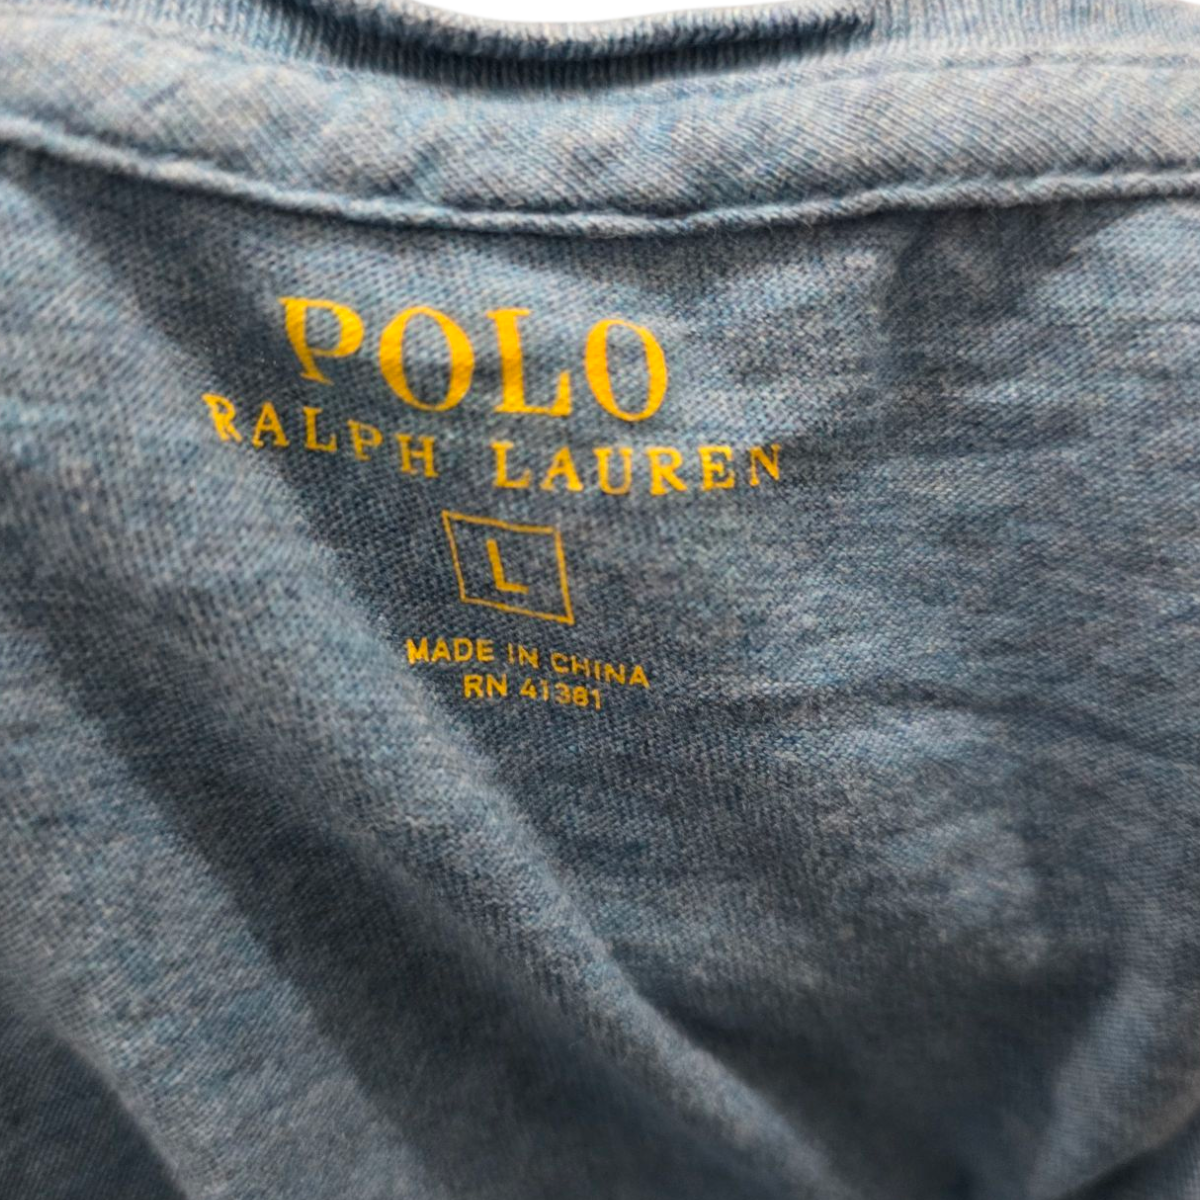 POLO
RALPH LAUREN
L
MADE IN CHINA
RN 41381